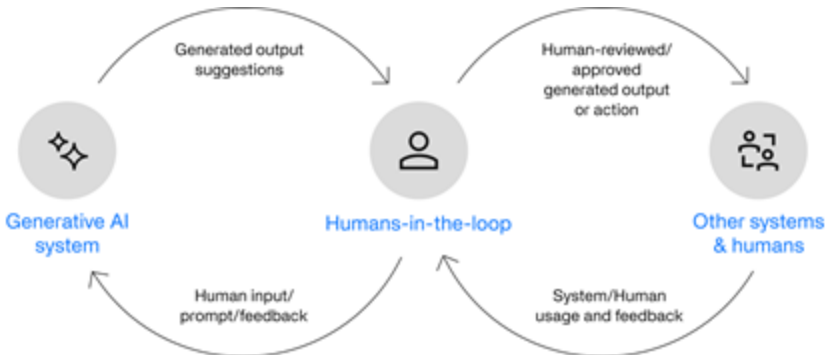 Generated output
suggestions
Human-reviewed/
approved
generated output
or action
Generative AI
system
Humans-in-the-loop
Other systems
& humans
Human input/
prompt/feedback
System/Human
usage and feedback